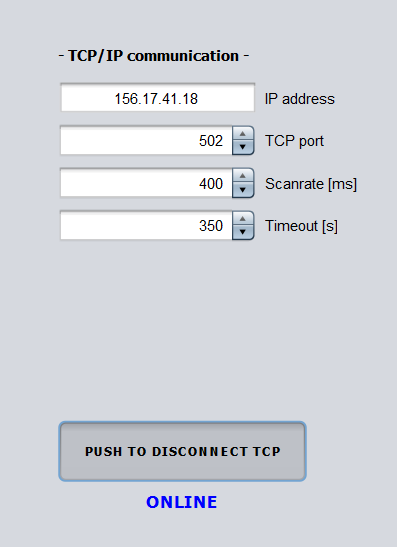 - TCP/IP communication -
156.17.41.18 IP address
502 TCP port
400 Scanrate [ms]
350 Timeout [s]
PUSH TO DISCONNECT TCP
ONLINE